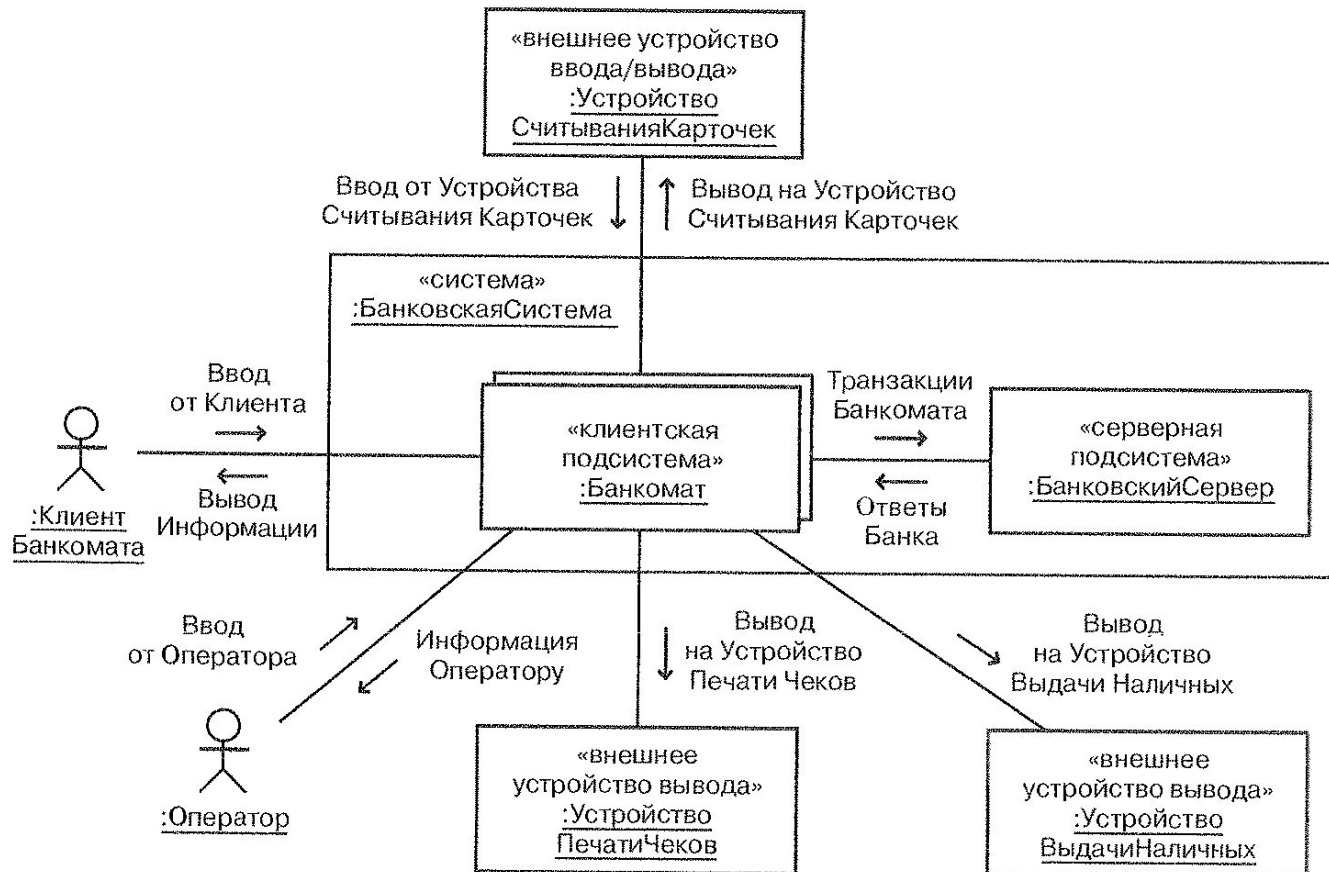 «внешнее устройство
ввода/вывода»
:Устройство
СчитыванияКарточек
Ввод от Устройства
Считывания Карточек
Вывод на Устройство
Считывания Карточек
«система»
:БанковскаяСистема
Ввод
от Клиента
Вывод
Информации
:Клиент
Банкомата
«клиентская
подсистема»
:Банкомат
Транзакции
Банкомата
Ответы
Банка
«серверная
подсистема»
:БанковскийСервер
Ввод
от Оператора
Информация
Оператору
Вывод
на Устройство
Печати Чеков
Вывод
на Устройство
Выдачи Наличных
:Оператор
«внешнее
устройство вывода»
:Устройство
ПечатиЧеков
«внешнее
устройство вывода»
:Устройство
ВыдачиНаличных